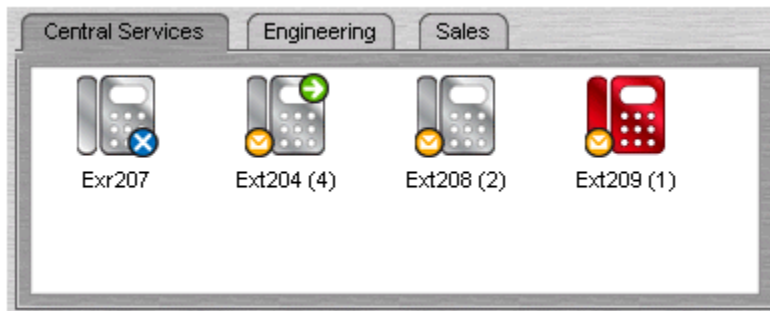 Central Services Engineering Sales
Exr207 Ext204 (4) Ext208 (2) Ext209 (1)